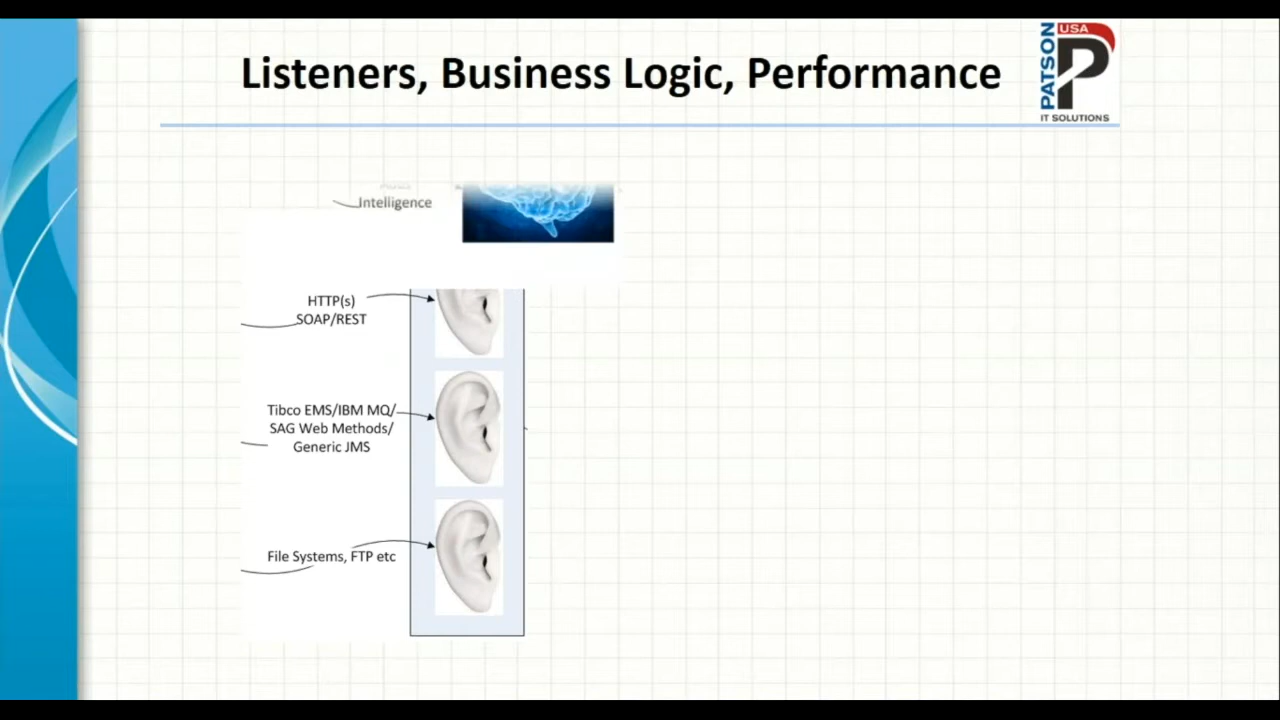 Listeners, Business Logic, Performance
PATSON
USA
P
IT SOLUTIONS
Intelligence
HTTP(s)
SOAP/REST
Tibco EMS/IBM MQ/
SAG Web Methods/
Generic JMS
File Systems, FTP etc